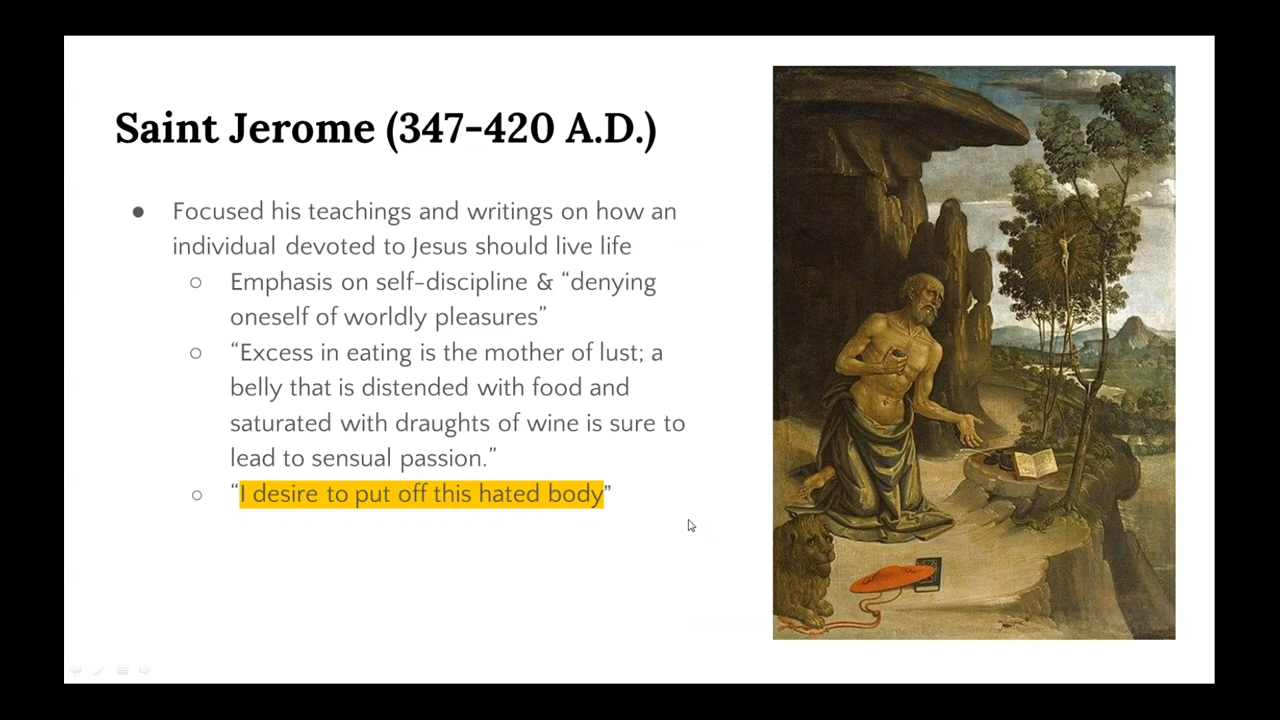 Saint Jerome (347-420 A.D.)
● Focused his teachings and writings on how an
individual devoted to Jesus should live life
○ Emphasis on self-discipline & “denying
oneself of worldly pleasures”
○ “Excess in eating is the mother of lust; a
belly that is distended with food and
saturated with draughts of wine is sure to
lead to sensual passion.”
○ “I desire to put off this hated body”